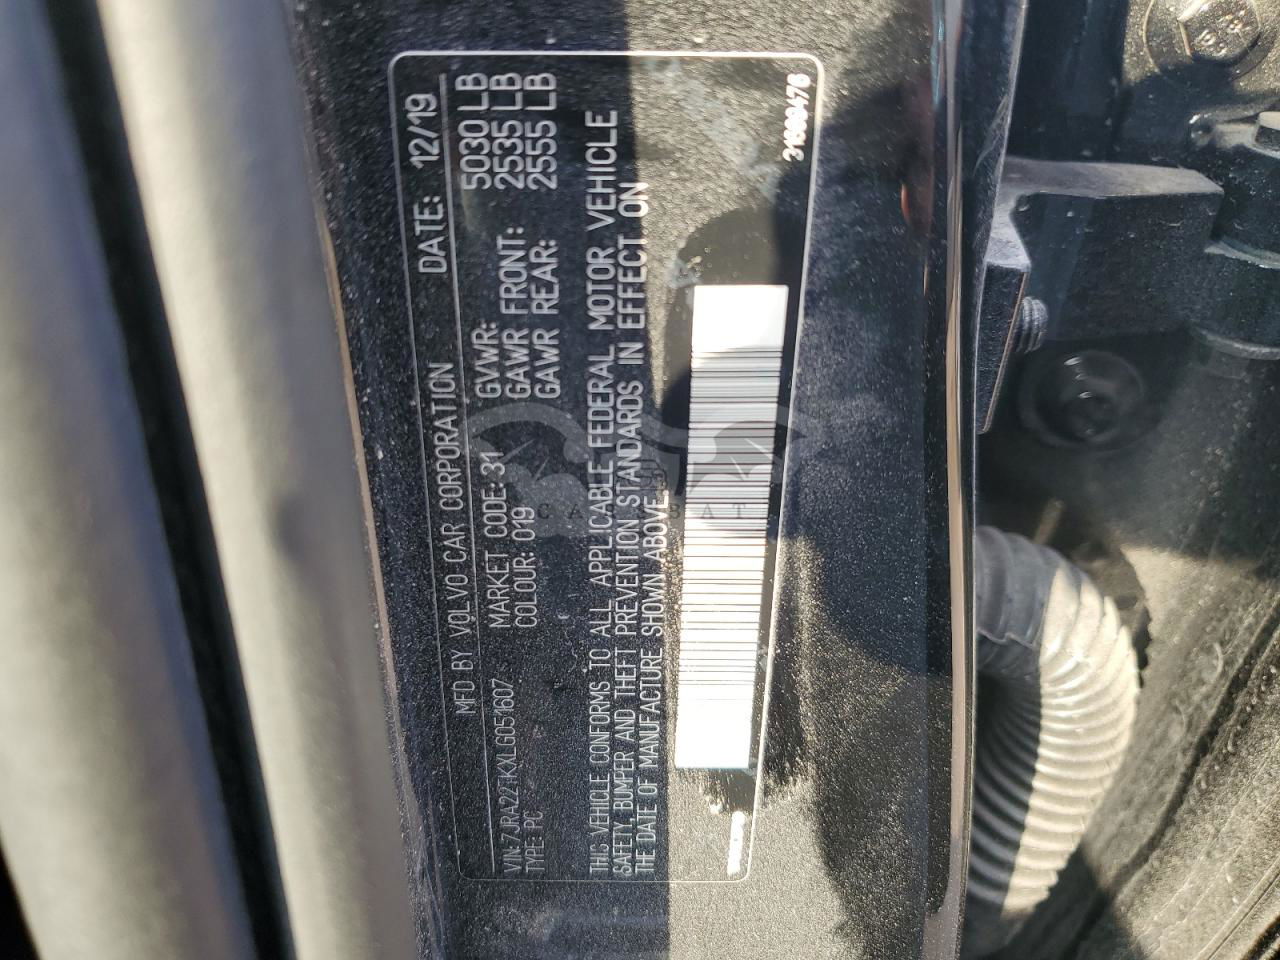 MFD BY VOLVO CAR CORPORATION DATE: 12/19
GVWR: 5030 LB
GAWR FRONT: 2535 LB
GAWR REAR: 2555 LB
VIN: 7JRA221KXLG051607 MARKET CODE: 31
TYPE: PC COLOUR: 019
THIS VEHICLE CONFORMS TO ALL APPLICABLE FEDERAL MOTOR VEHICLE
SAFETY, BUMPER AND THEFT PREVENTION STANDARDS IN EFFECT ON
THE DATE OF MANUFACTURE SHOWN ABOVE.
CARSBAT